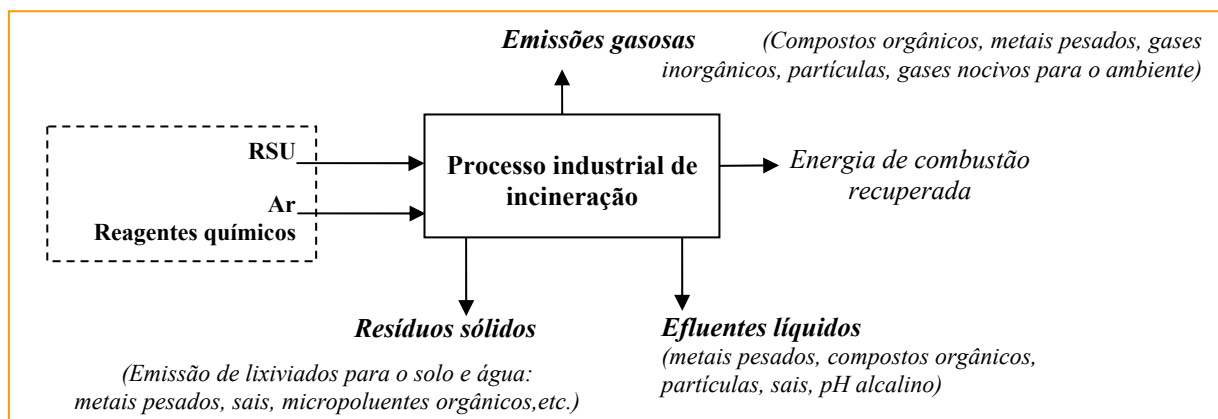 Emissões gasosas
(Compostos orgânicos, metais pesados, gases
inorgânicos, partículas, gases nocivos para o ambiente)
RSU
Ar
Reagentes químicos
Processo industrial de
incineração
Energia de combustão
recuperada
Resíduos sólidos
(Emissão de lixiviados para o solo e água:
metais pesados, sais, micropoluentes orgânicos,etc.)
Efluentes líquidos
(metais pesados, compostos orgânicos,
partículas, sais, pH alcalino)